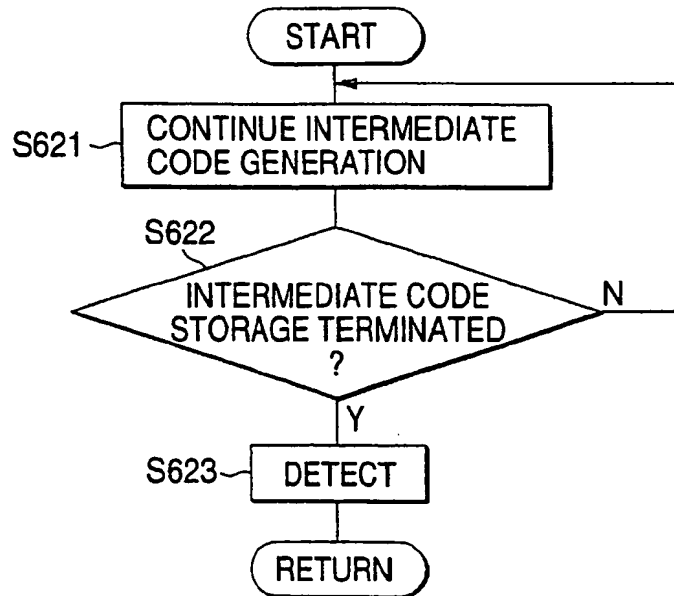 START
S621
CONTINUE INTERMEDIATE
CODE GENERATION
S622
INTERMEDIATE CODE
STORAGE TERMINATED
?
N
Y
S623
DETECT
RETURN